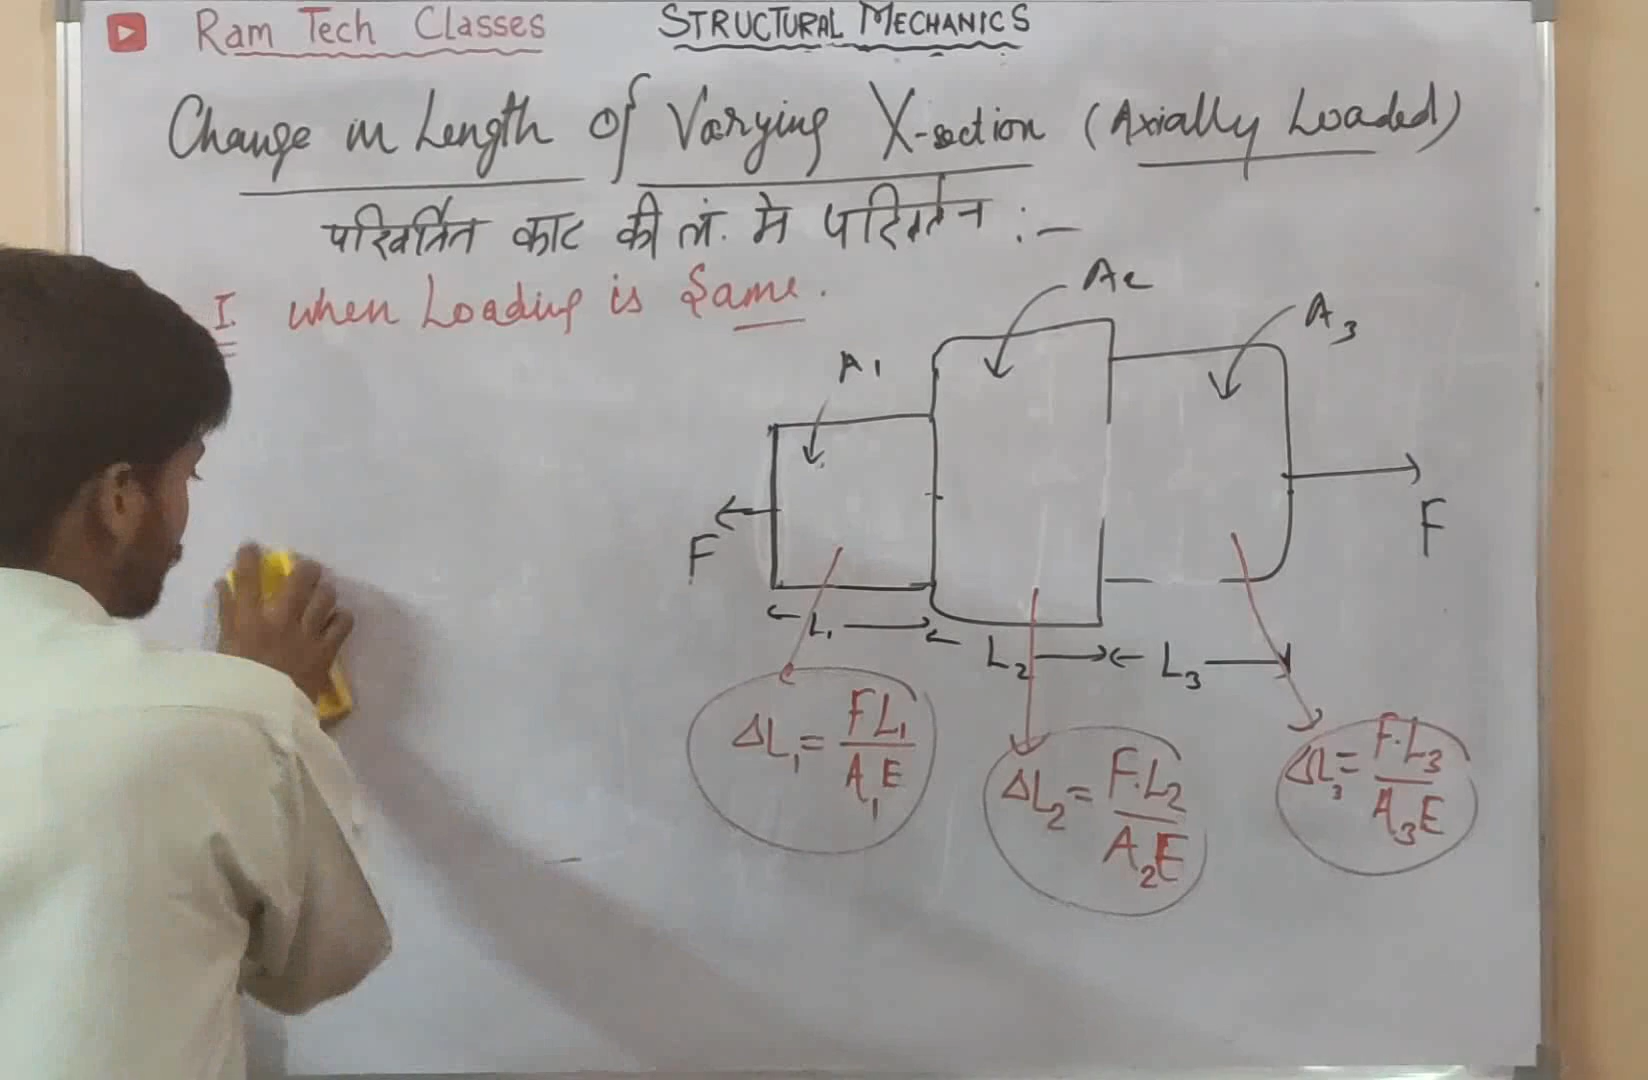 Ram Tech Classes
STRUCTURAL MECHANICS
Change in Length of Varying X-section (Axially Loaded)
परिवर्तित काट की लं. मे परिवर्तन :-
I. when Loading is Same.
A2
A3
A1
F
F
L1
L2
L3
ΔL1 = FL1 / A1E
ΔL2 = F.L2 / A2E
ΔL3 = F.L3 / A3E